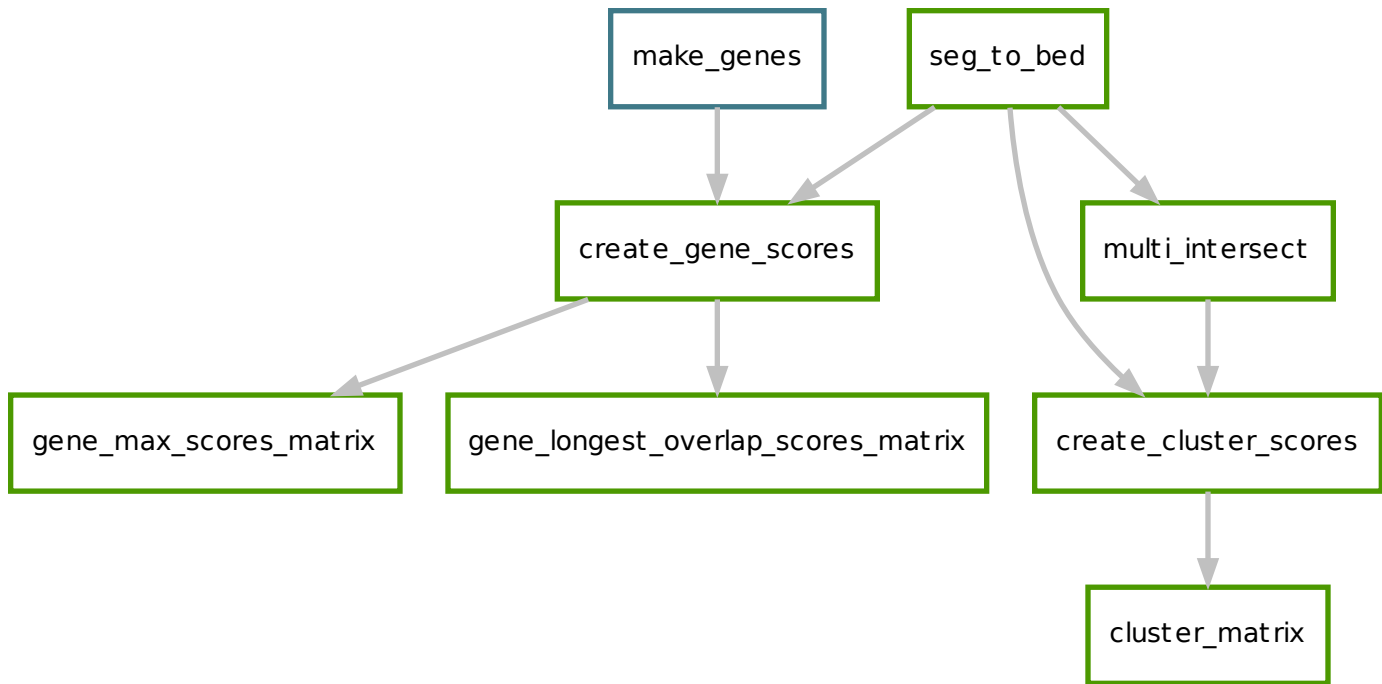 make_genes
seg_to_bed
create_gene_scores
multi_intersect
gene_max_scores_matrix
gene_longest_overlap_scores_matrix
create_cluster_scores
cluster_matrix